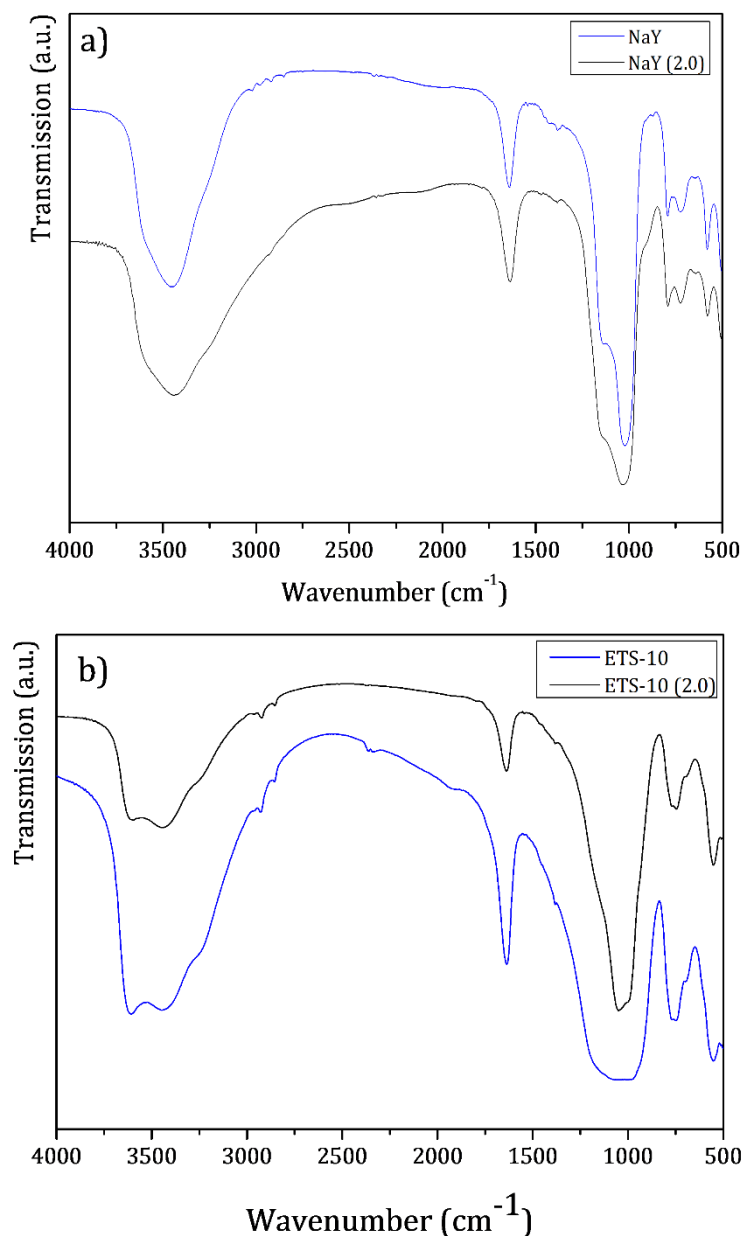 a)
NaY
NaY (2.0)
Transmission (a.u.)
4000 3500 3000 2500 2000 1500 1000 500
Wavenumber (cm-1)
b)
ETS-10
ETS-10 (2.0)
Transmission (a.u.)
4000 3500 3000 2500 2000 1500 1000 500
Wavenumber (cm-1)